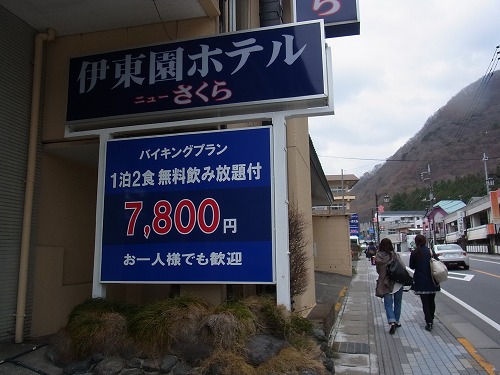 ら
伊東園ホテル
ニューさくら
バイキングプラン
1泊2食 無料飲み放題付
7,800円
お一人様でも歓迎